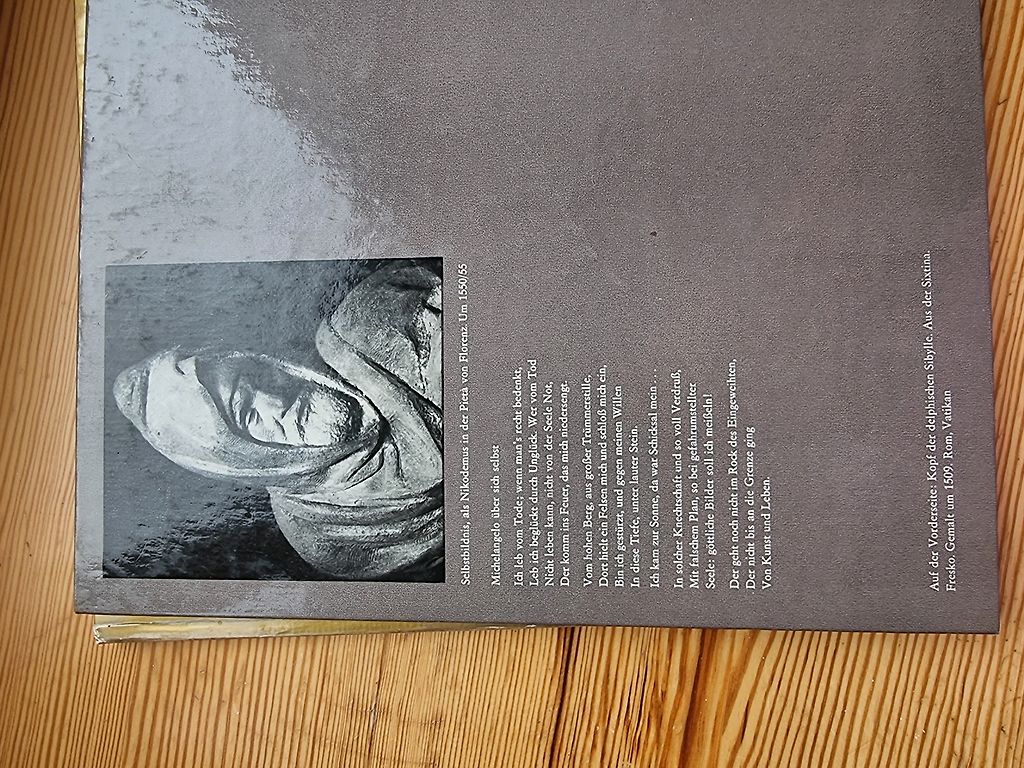 Selbstbildnis, als Nikodemus in der Pietà von Florenz. Um 1550/55
Michelangelo über sich selbst
Ich leb vom Tode; wenn man's recht bedenkt,
Leb ich beglückt durch Unglück. Wer vom Tod
Nicht leben kann, nicht von der Seele Not,
Der komm ins Feuer, das mich niedersengt.
Vom hohen Berg, aus großer Trümmerstille,
Dort hielt ein Felsen mich und schloß mich ein,
Bin ich gestürzt, und gegen meinen Willen
In diese Tiefe, unter lauter Stein.
Ich kam zur Sonne, da war Schicksal mein . . .
In solcher Knechtschaft und so voll Verdruß,
Mit falschem Plan, so bei gefahrumstellter
Seele: göttliche Bilder soll ich meißeln!
Der geht noch nicht im Rock des Eingeweihten,
Der nicht bis an die Grenze ging
Von Kunst und Leben.
Auf der Vorderseite: Kopf der delphischen Sibylle. Aus der Sixtina.
Fresko. Gemalt um 1509. Rom, Vatikan